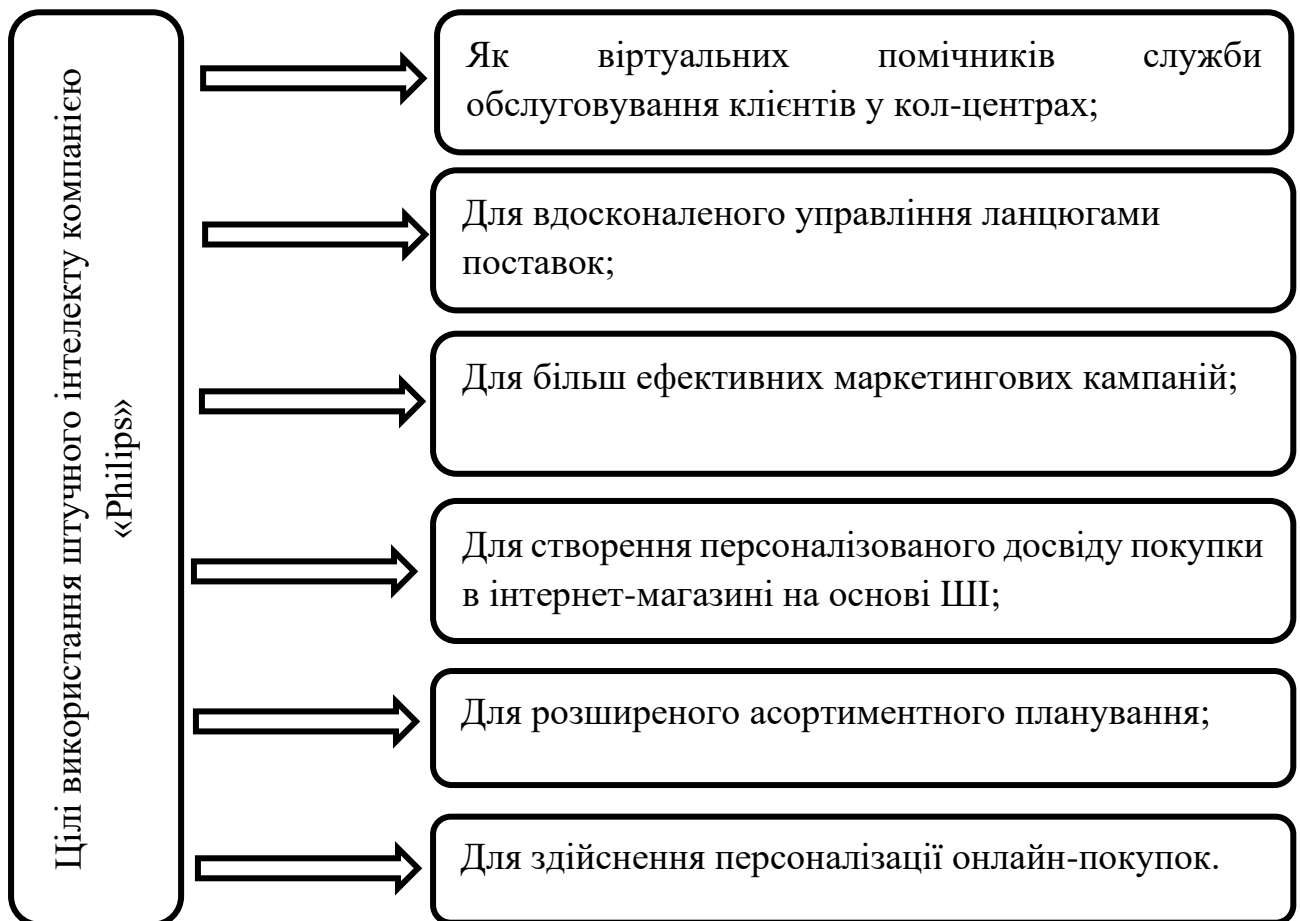 Цілі використання штучного інтелекту компанією
«Philips»
Як віртуальних помічників служби
обслуговування клієнтів у кол-центрах;
Для вдосконаленого управління ланцюгами
поставок;
Для більш ефективних маркетингових кампаній;
Для створення персоналізованого досвіду покупки
в інтернет-магазині на основі ШІ;
Для розширеного асортиментного планування;
Для здійснення персоналізації онлайн-покупок.